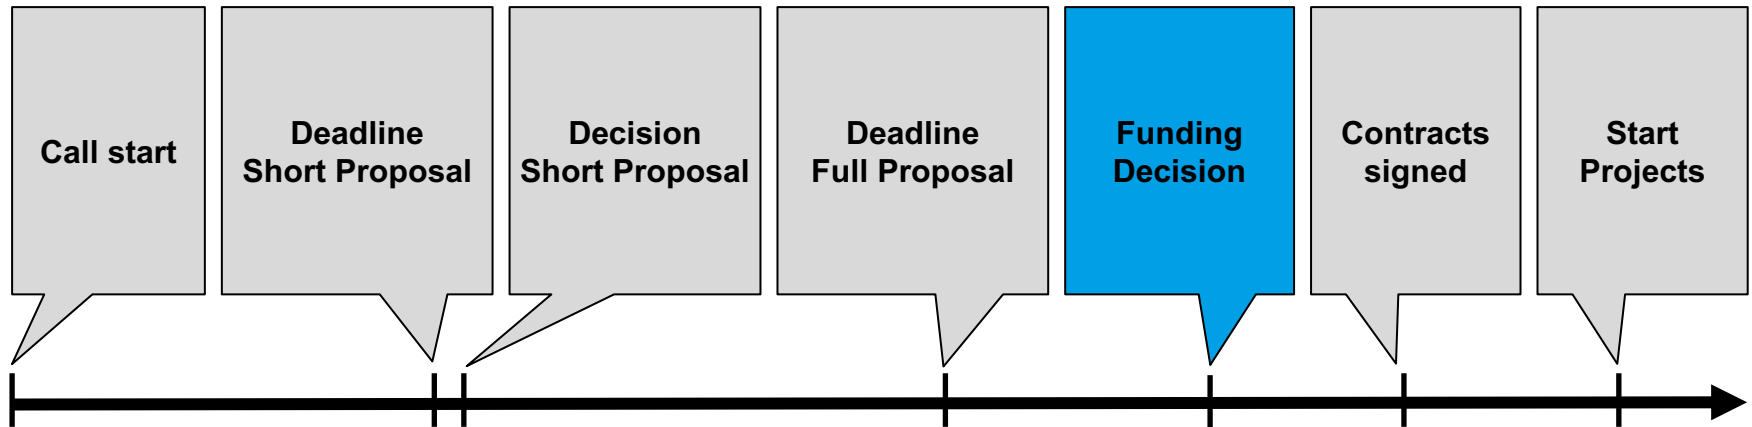 Call start
Deadline
Short Proposal
Decision
Short Proposal
Deadline
Full Proposal
Funding
Decision
Contracts
signed
Start
Projects